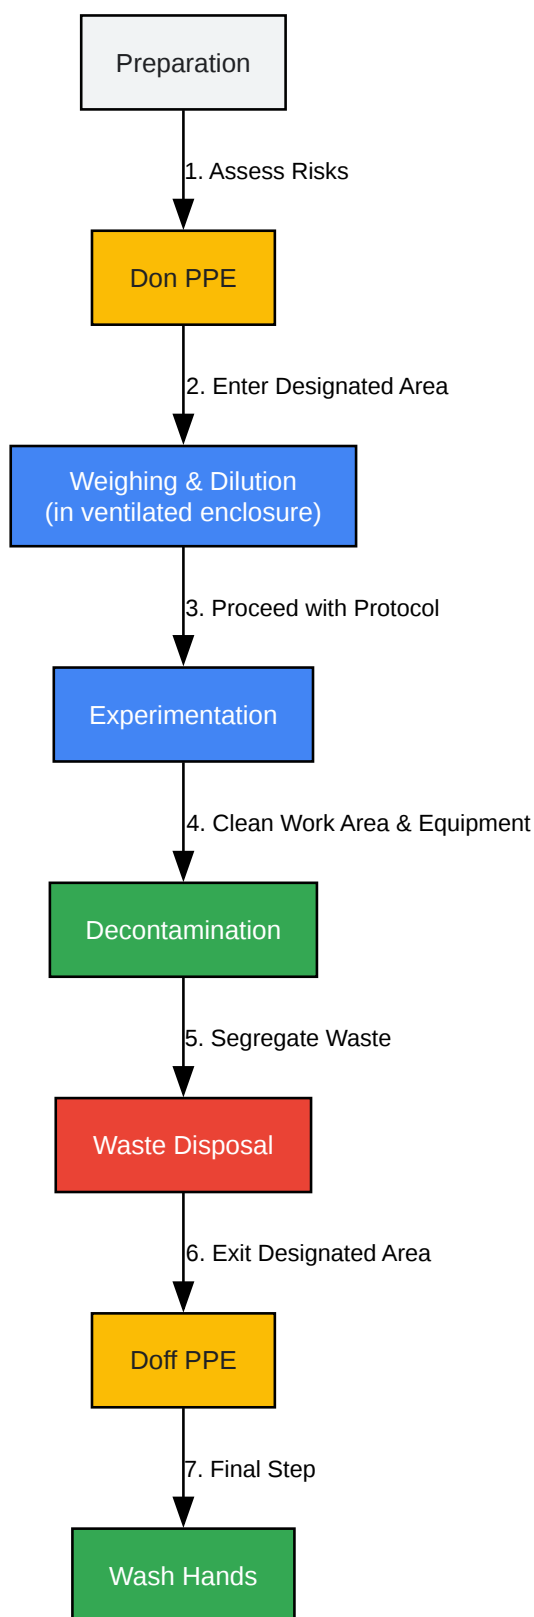 Preparation
1. Assess Risks
Don PPE
2. Enter Designated Area
Weighing & Dilution
(in ventilated enclosure)
3. Proceed with Protocol
Experimentation
4. Clean Work Area & Equipment
Decontamination
5. Segregate Waste
Waste Disposal
6. Exit Designated Area
Doff PPE
7. Final Step
Wash Hands